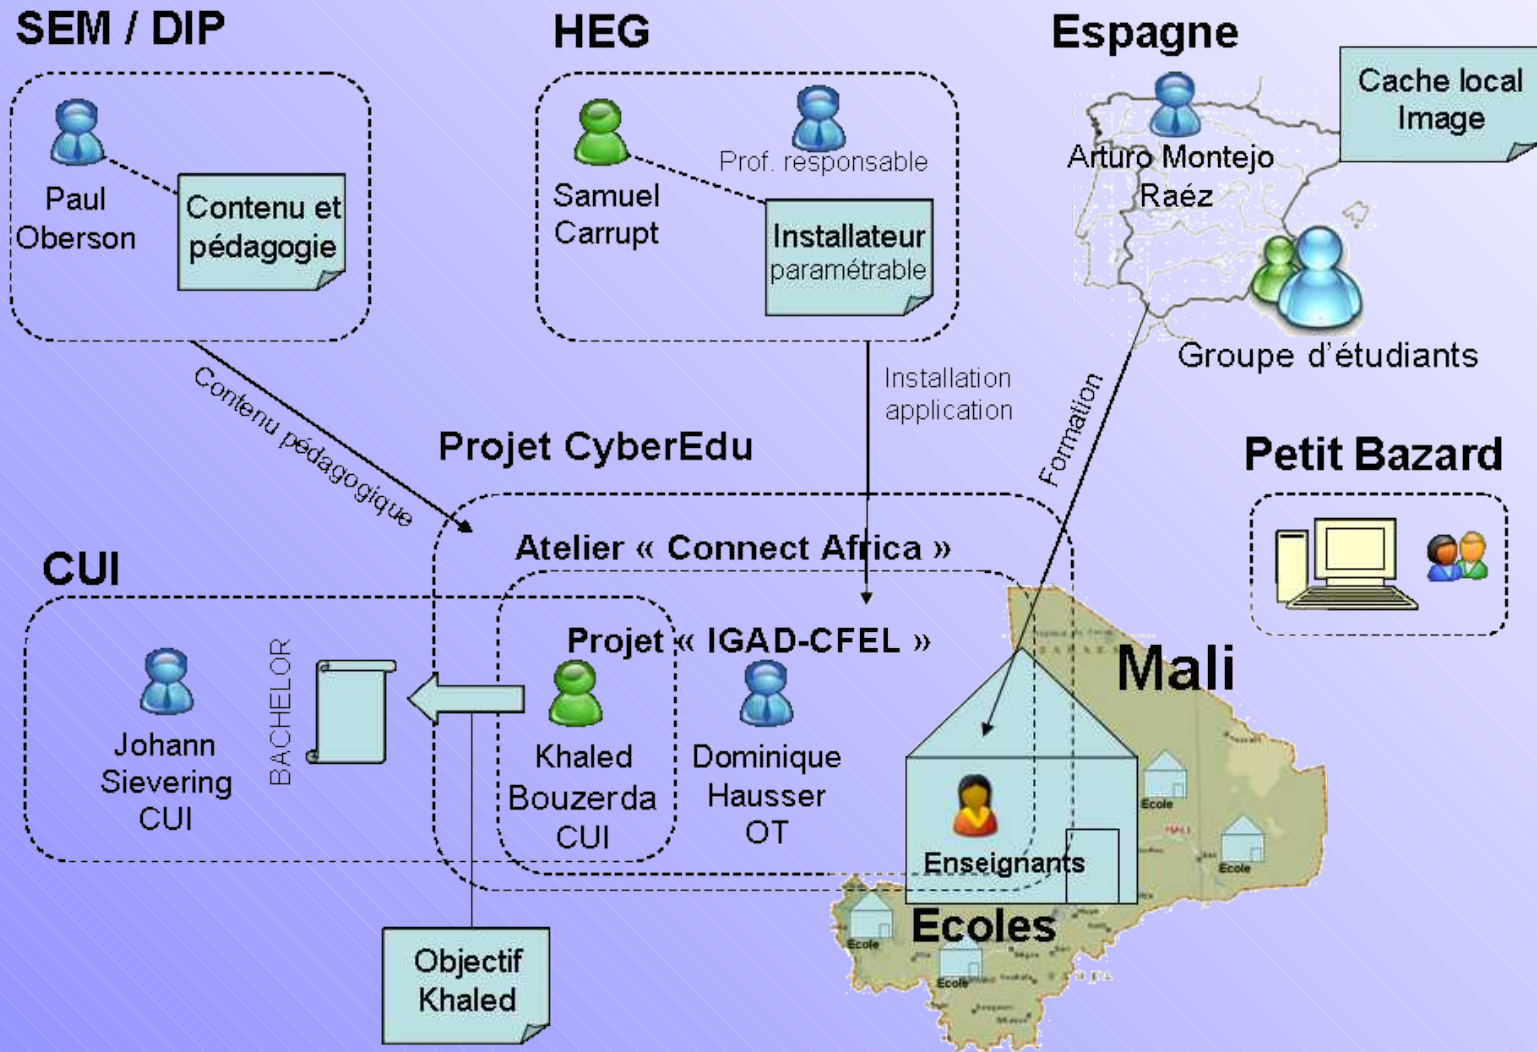 SEM / DIP
Paul
Oberson
Contenu et
pédagogie
HEG
Samuel
Carrupt
Prof. responsable
Installateur
paramétrable
Espagne
Cache local
Image
Arturo Montejo
Raéz
Groupe d'étudiants
Contenu pédagogique
Installation
application
Formation
Projet CyberEdu
Petit Bazard
Atelier « Connect Africa »
CUI
Projet « IGAD-CFEL »
Johann
Sievering
CUI
BACHELOR
Khaled
Bouzerda
CUI
Dominique
Hausser
OT
Mali
Enseignants
Ecoles
Ecole
Ecole
Ecole
Ecole
Objectif
Khaled